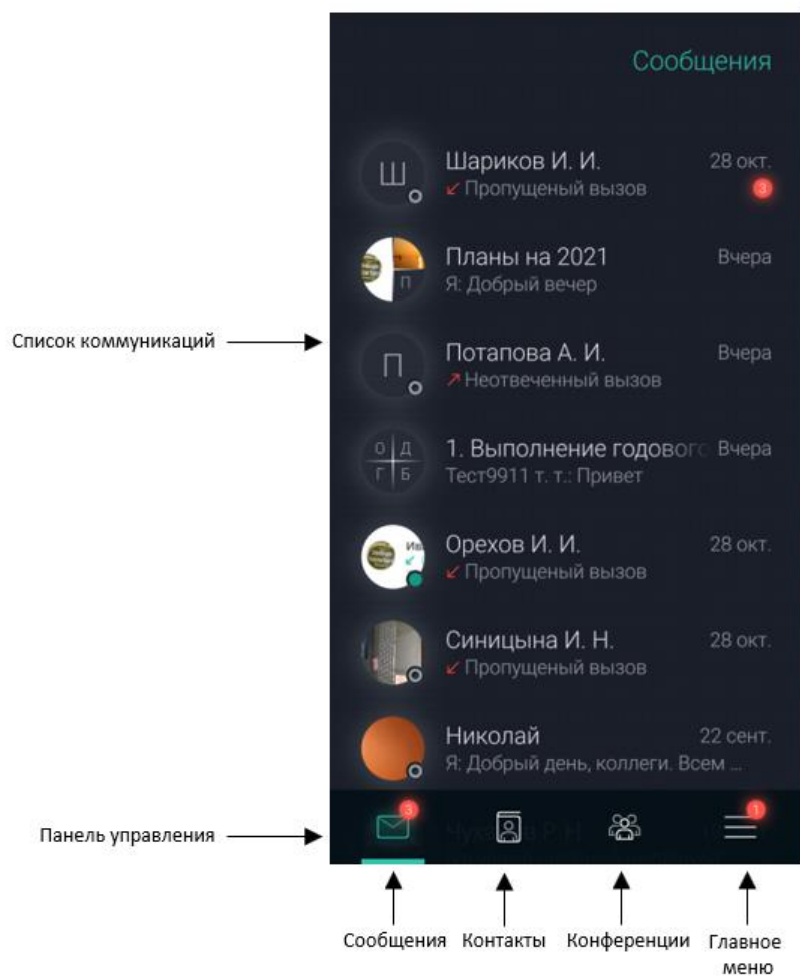 Сообщения
Ш
Шариков И. И.
28 окт.
Пропущеный вызов
3
Планы на 2021
Вчера
П
Я: Добрый вечер
Список коммуникаций
П
Потапова А. И.
Вчера
Неотвеченный вызов
О Д
Г Б
1. Выполнение годового
Вчера
Тест9911 т. т.: Привет
Орехов И. И.
28 окт.
Пропущеный вызов
Синицына И. Н.
28 окт.
Пропущеный вызов
Николай
22 сент.
Я: Добрый день, коллеги. Всем ...
Панель управления
3
1
Сообщения
Контакты
Конференции
Главное
меню